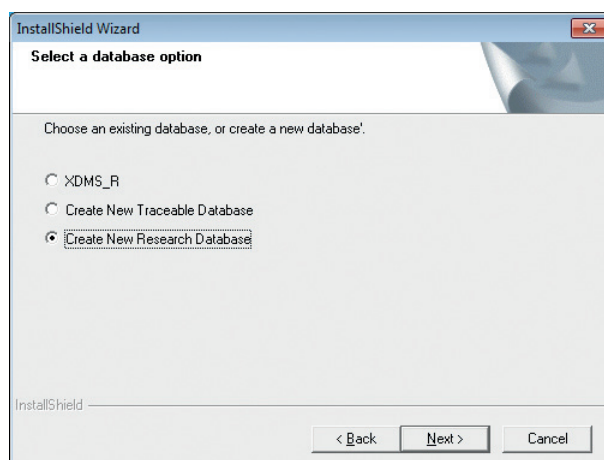 InstallShield Wizard
Select a database option
Choose an existing database, or create a new database'.
XDMS_R
Create New Traceable Database
Create New Research Database
InstallShield
< Back
Next >
Cancel